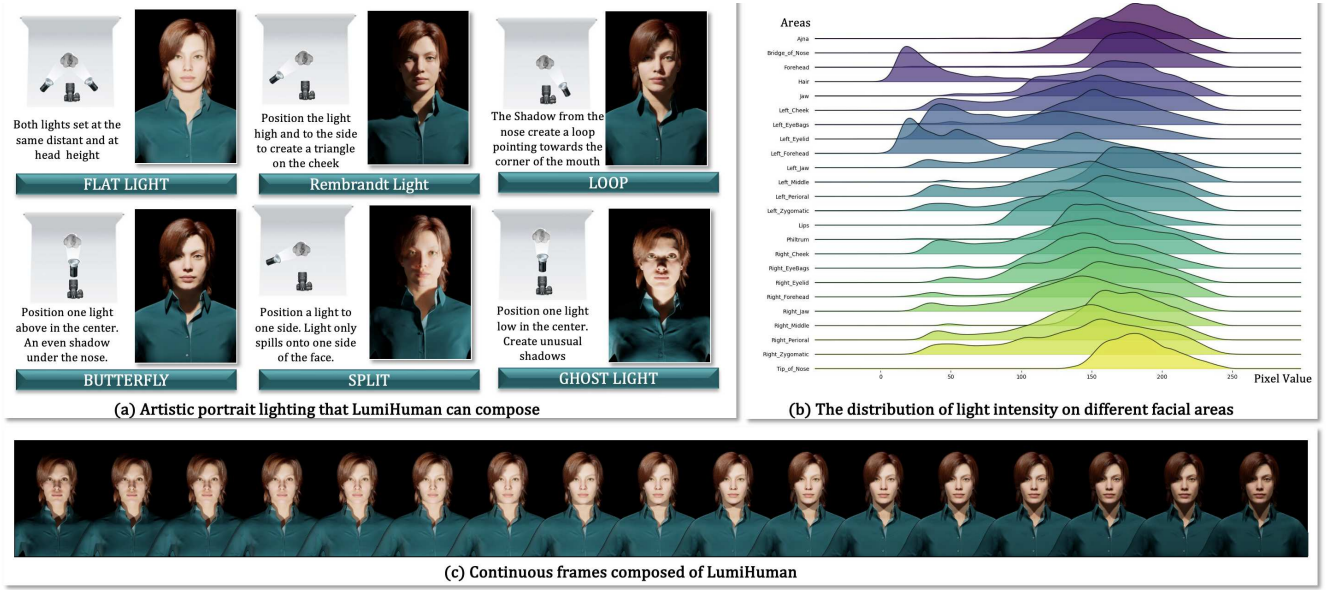 Both lights set at the
same distant and at
head height
FLAT LIGHT
Position the light
high and to the side
to create a triangle
on the cheek
Rembrandt Light
The Shadow from the
nose create a loop
pointing towards the
corner of the mouth
LOOP
Position one light
above in the center.
An even shadow
under the nose.
BUTTERFLY
Position a light to
one side. Light only
spills onto one side
of the face.
SPLIT
Position one light
low in the center.
Create unusual
shadows
GHOST LIGHT
(a) Artistic portrait lighting that LumiHuman can compose
Areas
Ajna
Bridge_of_Nose
Forehead
Hair
Jaw
Left_Cheek
Left_EyeBags
Left_Eyelid
Left_Forehead
Left_Jaw
Left_Middle
Left_Perioral
Left_Zygomatic
Lips
Philtrum
Right_Cheek
Right_EyeBags
Right_Eyelid
Right_Forehead
Right_Jaw
Right_Middle
Right_Perioral
Right_Zygomatic
Tip_of_Nose
0 50 100 150 200 250
Pixel Value
(b) The distribution of light intensity on different facial areas
(c) Continuous frames composed of LumiHuman